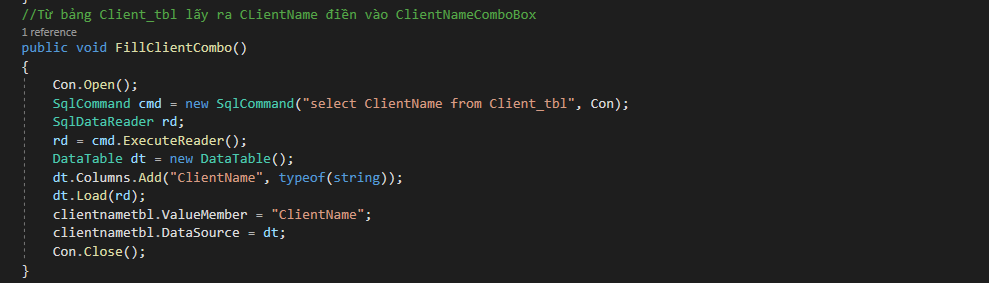 //Từ bảng Client_tbl lấy ra CLientName điền vào ClientNameComboBox
1 reference
public void FillClientCombo()
{
Con.Open();
SqlCommand cmd = new SqlCommand("select ClientName from Client_tbl", Con);
SqlDataReader rd;
rd = cmd.ExecuteReader();
DataTable dt = new DataTable();
dt.Columns.Add("ClientName", typeof(string));
dt.Load(rd);
clientnametbl.ValueMember = "ClientName";
clientnametbl.DataSource = dt;
Con.Close();
}